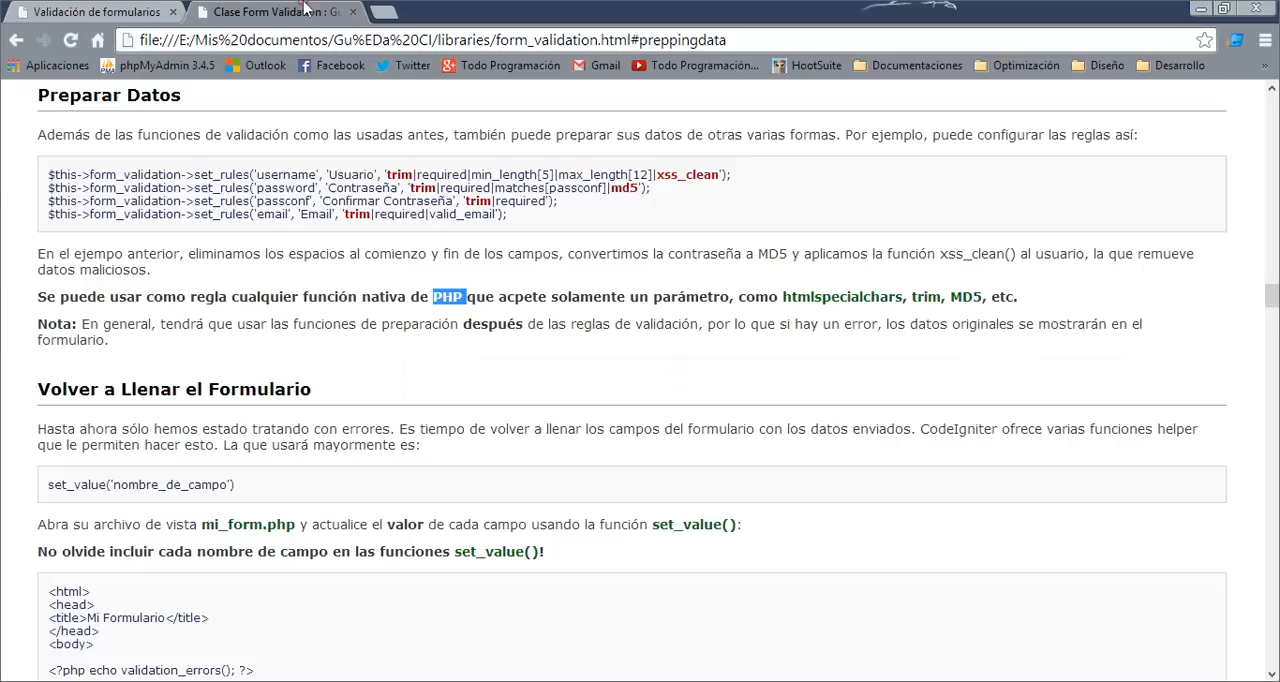 Validación de formularios
Clase Form Validation : Gu
file:///E:/Mis%20documentos/Gu%EDa%20CI/libraries/form_validation.html#preppingdata
Aplicaciones phpMyAdmin 3.4.5 Outlook Facebook Twitter Todo Programación Gmail Todo Programación... HootSuite Documentaciones Optimización Diseño Desarrollo »
Preparar Datos
Además de las funciones de validación como las usadas antes, también puede preparar sus datos de otras varias formas. Por ejemplo, puede configurar las reglas así:
$this->form_validation->set_rules('username', 'Usuario', 'trim|required|min_length[5]|max_length[12]|xss_clean');
$this->form_validation->set_rules('password', 'Contraseña', 'trim|required|matches[passconf]|md5');
$this->form_validation->set_rules('passconf', 'Confirmar Contraseña', 'trim|required');
$this->form_validation->set_rules('email', 'Email', 'trim|required|valid_email');
En el ejempo anterior, eliminamos los espacios al comienzo y fin de los campos, convertimos la contraseña a MD5 y aplicamos la función xss_clean() al usuario, la que remueve
datos maliciosos.
Se puede usar como regla cualquier función nativa de PHP que acpete solamente un parámetro, como htmlspecialchars, trim, MD5, etc.
Nota: En general, tendrá que usar las funciones de preparación después de las reglas de validación, por lo que si hay un error, los datos originales se mostrarán en el
formulario.
Volver a Llenar el Formulario
Hasta ahora sólo hemos estado tratando con errores. Es tiempo de volver a llenar los campos del formulario con los datos enviados. CodeIgniter ofrece varias funciones helper
que le permiten hacer esto. La que usará mayormente es:
set_value('nombre_de_campo')
Abra su archivo de vista mi_form.php y actualice el valor de cada campo usando la función set_value():
No olvide incluir cada nombre de campo en las funciones set_value()!
<html>
<head>
<title>Mi Formulario</title>
</head>
<body>
<?php echo validation_errors(); ?>